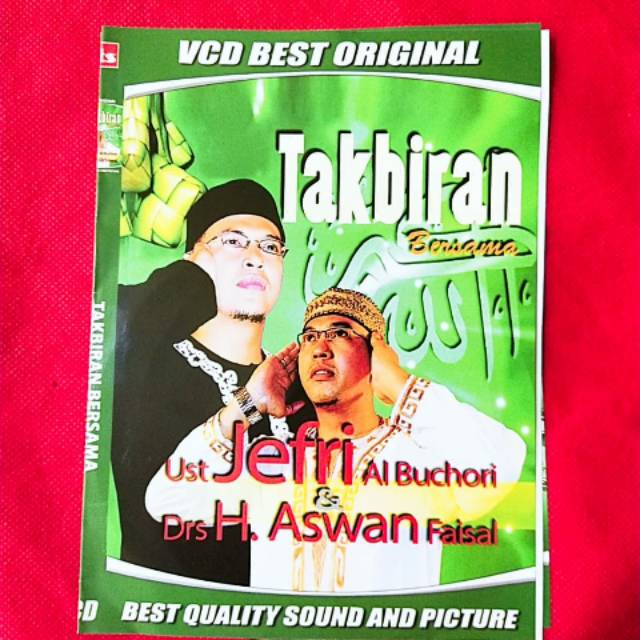 VCD BEST ORIGINAL
Takbiran
Bersama
Ust Jefri Al Buchori
&
Drs H. Aswan Faisal
BEST QUALITY SOUND AND PICTURE
TAKBIRAN BERSAMA